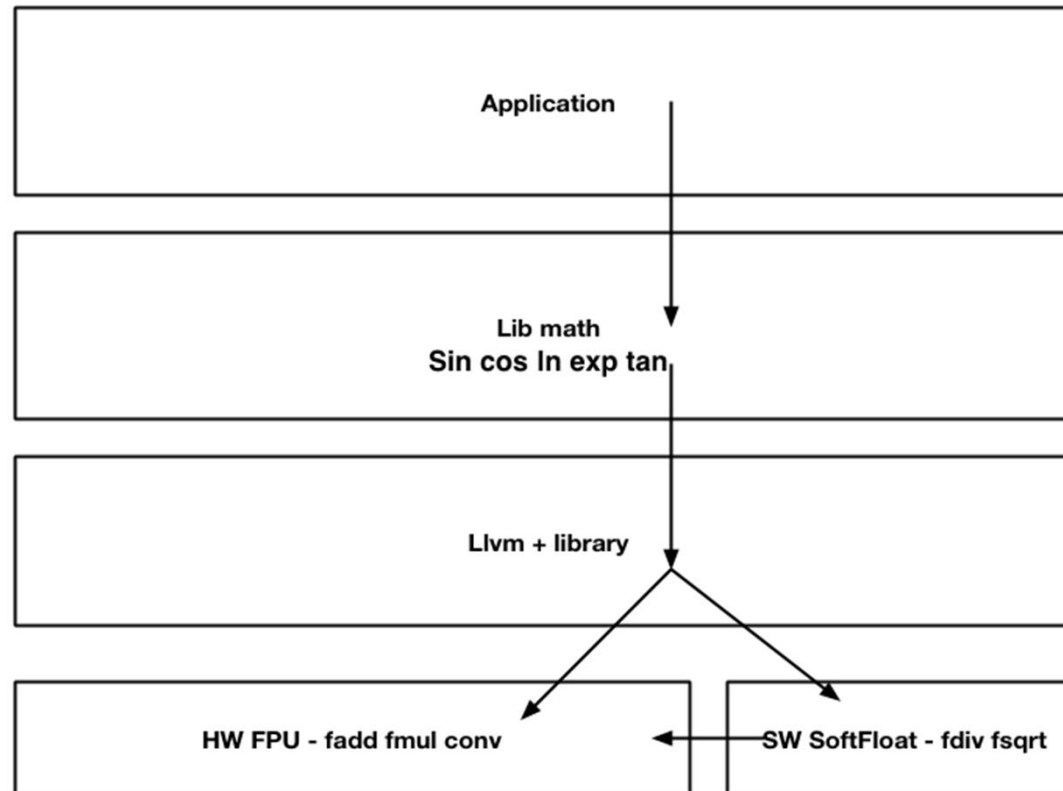 Application
Lib math
Sin cos ln exp tan
Llvm + library
HW FPU - fadd fmul conv
SW SoftFloat - fdiv fsqrt